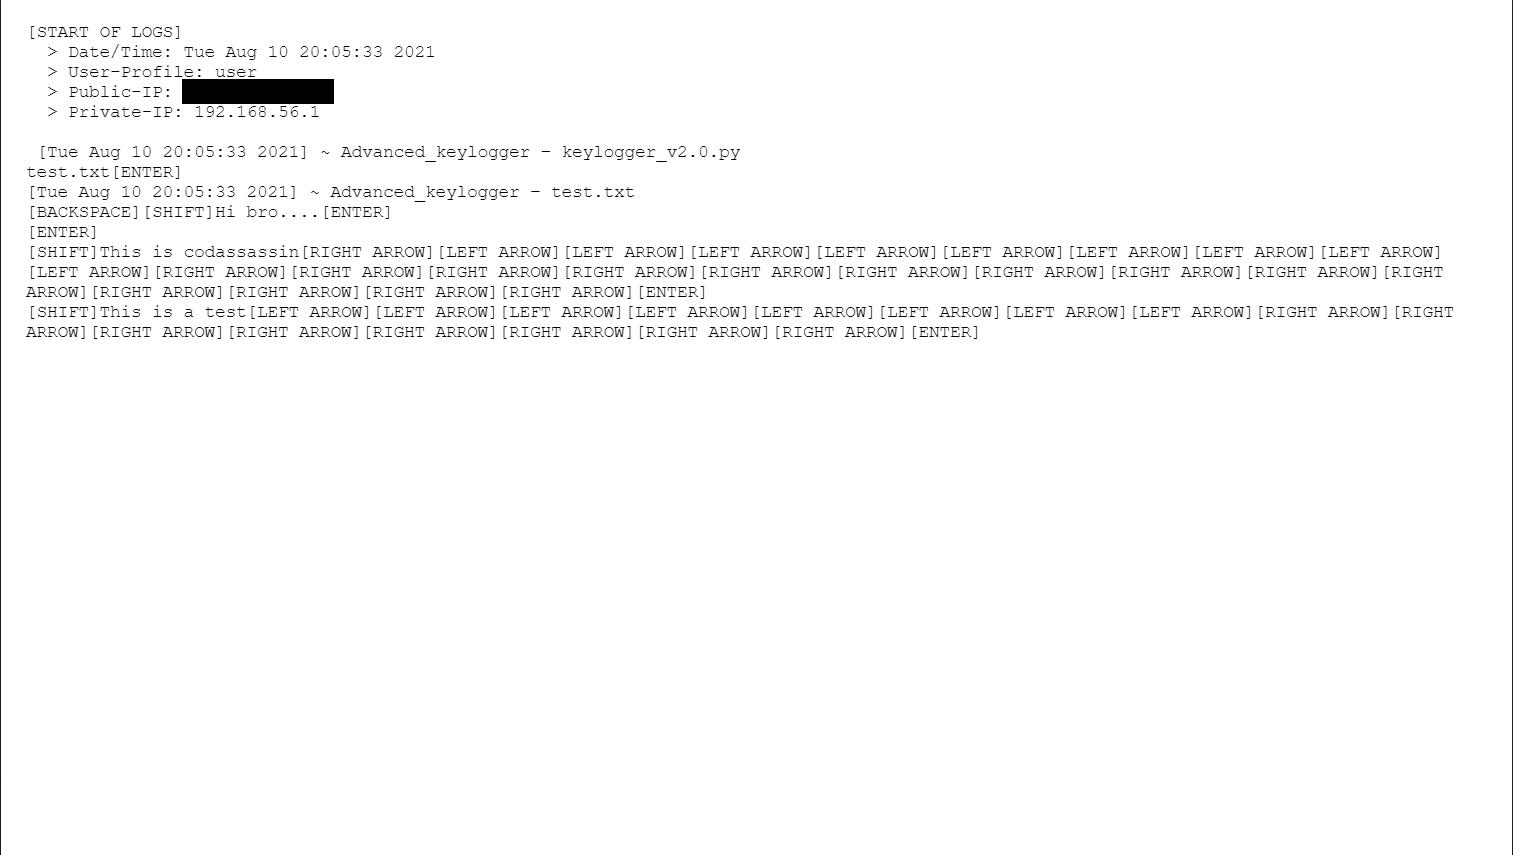 [START OF LOGS]
> Date/Time: Tue Aug 10 20:05:33 2021
> User-Profile: user
> Public-IP:
> Private-IP: 192.168.56.1
[Tue Aug 10 20:05:33 2021] ~ Advanced_keylogger – keylogger_v2.0.py
test.txt[ENTER]
[Tue Aug 10 20:05:33 2021] ~ Advanced_keylogger – test.txt
[BACKSPACE][SHIFT]Hi bro....[ENTER]
[ENTER]
[SHIFT]This is codassassin[RIGHT ARROW][LEFT ARROW][LEFT ARROW][LEFT ARROW][LEFT ARROW][LEFT ARROW][LEFT ARROW][LEFT ARROW][LEFT ARROW]
[LEFT ARROW][RIGHT ARROW][RIGHT ARROW][RIGHT ARROW][RIGHT ARROW][RIGHT ARROW][RIGHT ARROW][RIGHT ARROW][RIGHT ARROW][RIGHT ARROW][RIGHT
ARROW][RIGHT ARROW][RIGHT ARROW][RIGHT ARROW][RIGHT ARROW][ENTER]
[SHIFT]This is a test[LEFT ARROW][LEFT ARROW][LEFT ARROW][LEFT ARROW][LEFT ARROW][LEFT ARROW][LEFT ARROW][LEFT ARROW][RIGHT ARROW][RIGHT
ARROW][RIGHT ARROW][RIGHT ARROW][RIGHT ARROW][RIGHT ARROW][RIGHT ARROW][RIGHT ARROW][ENTER]